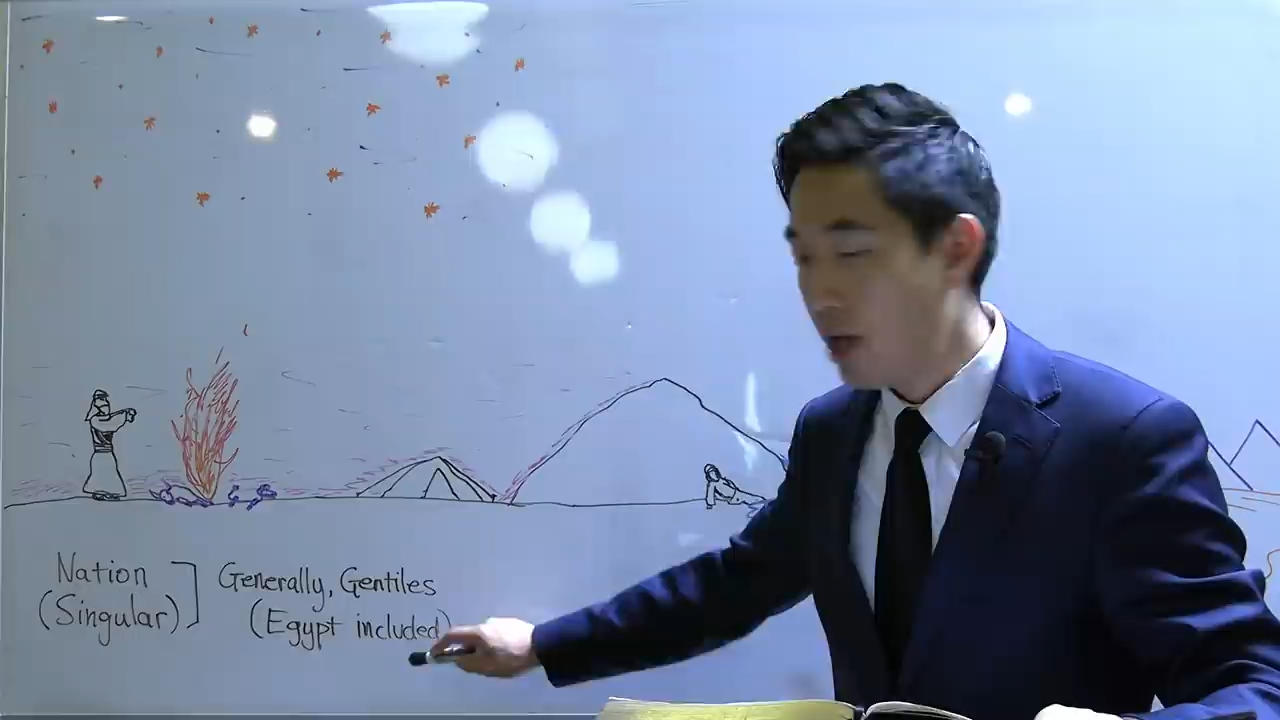 Nation
(Singular)
Generally, Gentiles
(Egypt included)